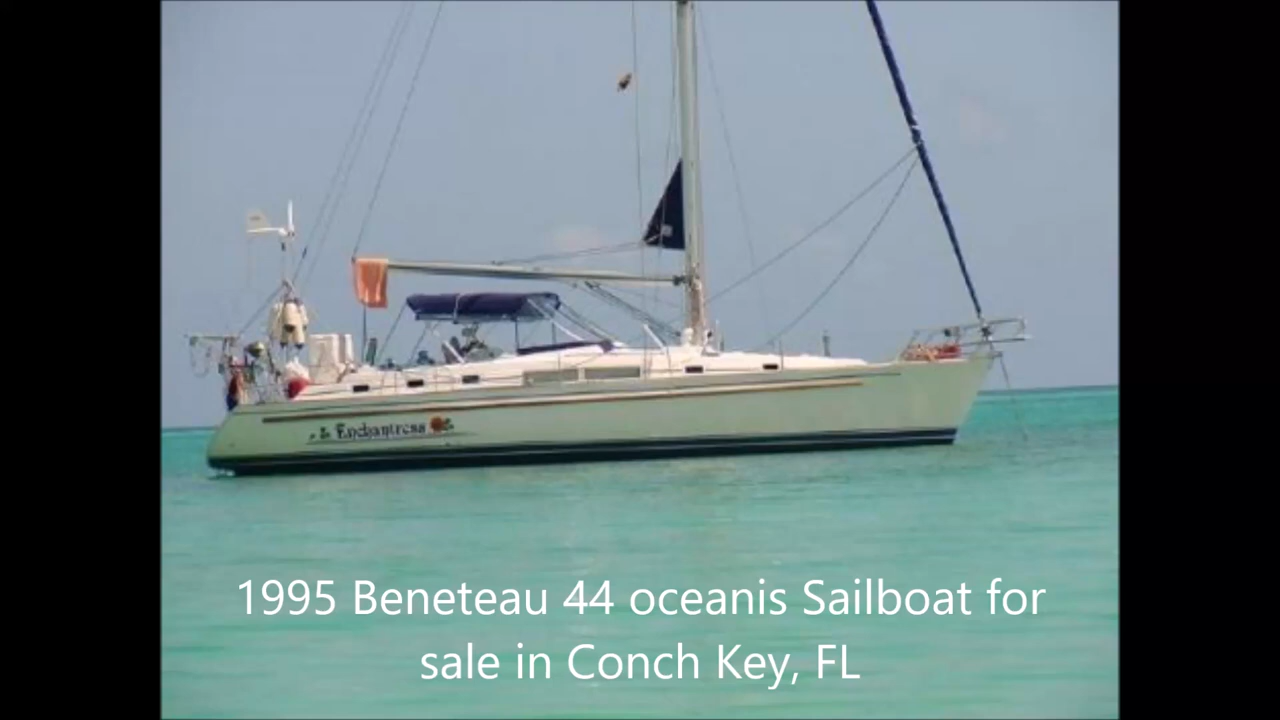 Enchantress
1995 Beneteau 44 oceanis Sailboat for
sale in Conch Key, FL